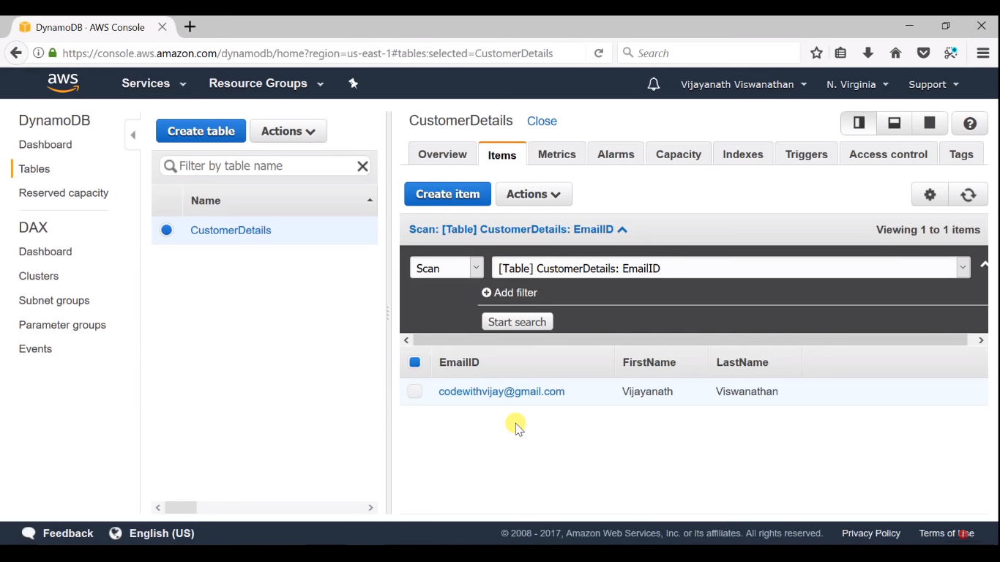 DynamoDB · AWS Console
https://console.aws.amazon.com/dynamodb/home?region=us-east-1#tables:selected=CustomerDetails
Search
aws
Services
Resource Groups
Vijayanath Viswanathan
N. Virginia
Support
DynamoDB
Dashboard
Tables
Reserved capacity
DAX
Dashboard
Clusters
Subnet groups
Parameter groups
Events
Create table
Actions
Filter by table name
Name
CustomerDetails
CustomerDetails
Close
Overview
Items
Metrics
Alarms
Capacity
Indexes
Triggers
Access control
Tags
Create item
Actions
Scan: [Table] CustomerDetails: EmailID
Viewing 1 to 1 items
Scan
[Table] CustomerDetails: EmailID
Add filter
Start search
EmailID FirstName LastName
codewithvijay@gmail.com Vijayanath Viswanathan
Feedback
English (US)
© 2008 - 2017, Amazon Web Services, Inc. or its affiliates. All rights reserved.
Privacy Policy
Terms of Use